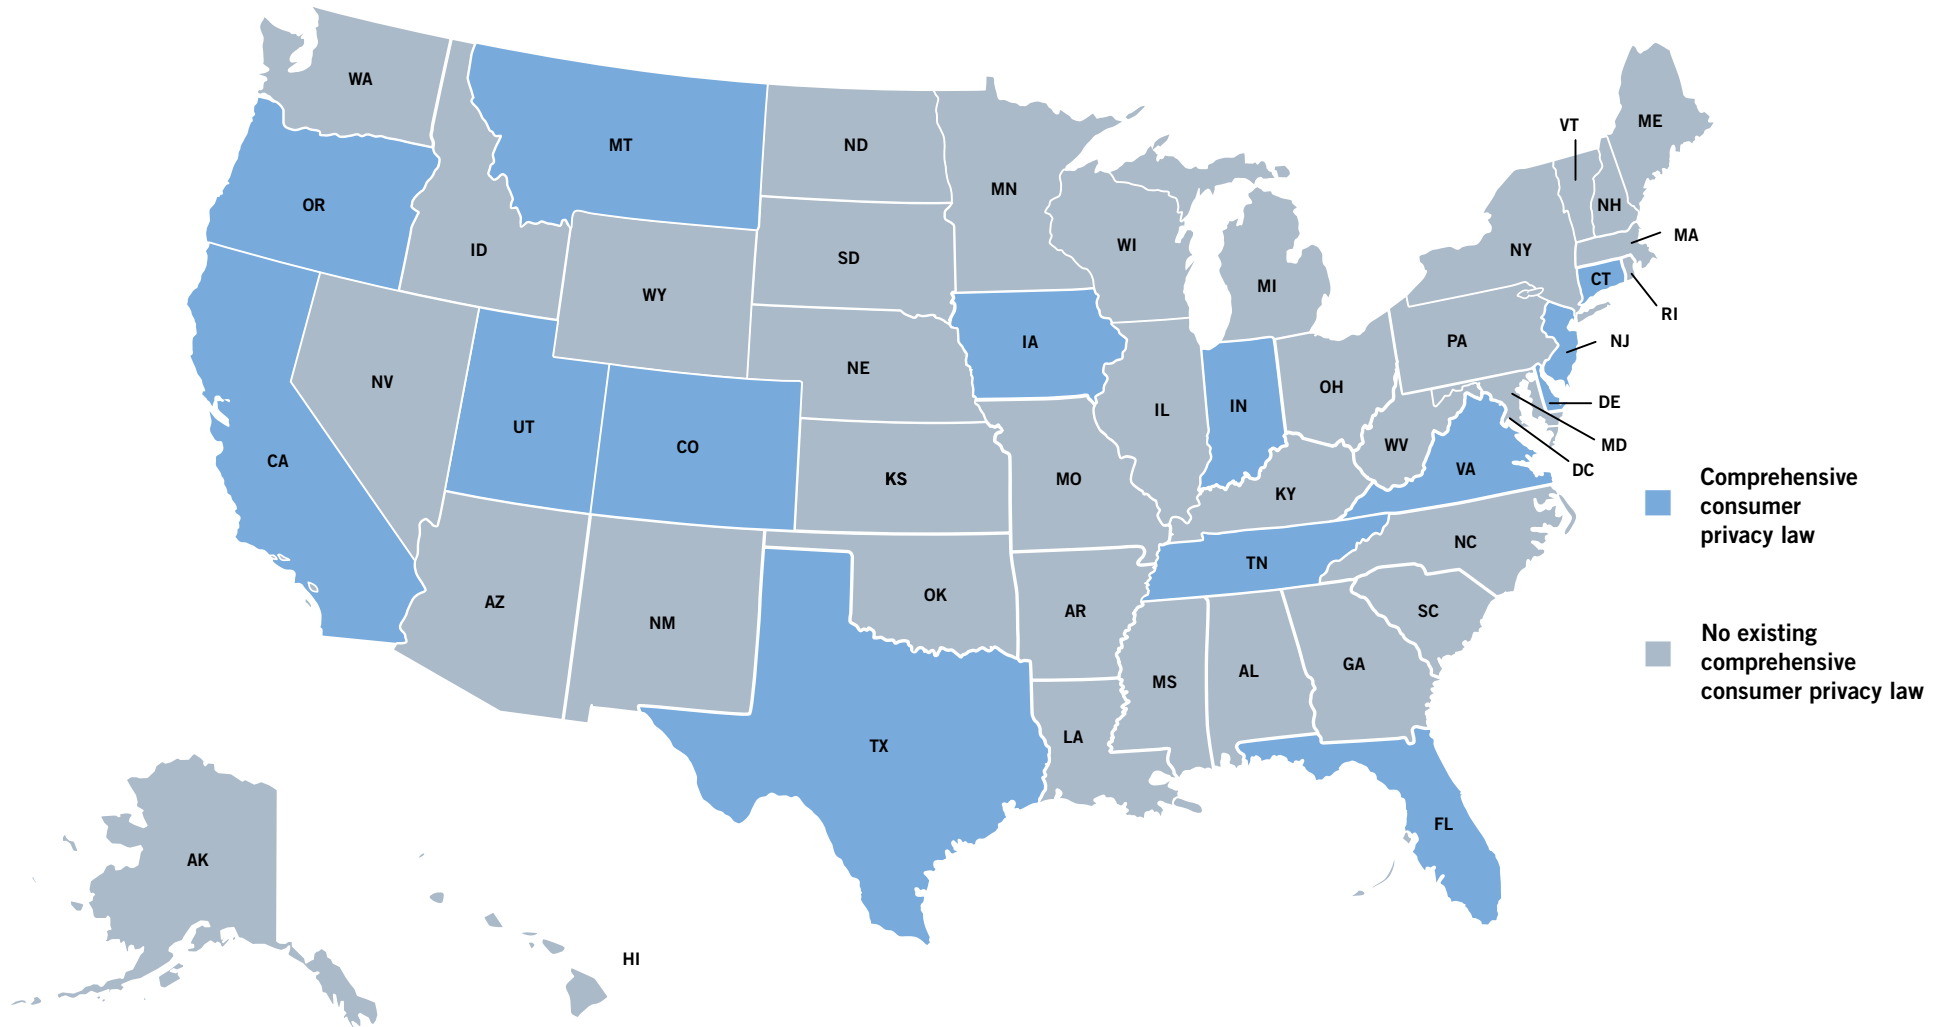 WA
MT
ND
MN
VT
ME
OR
ID
SD
WI
NH
NY
MA
WY
MI
CT
RI
NV
NE
IA
PA
NJ
UT
CO
IL
IN
OH
DE
CA
KS
MO
WV
MD
DC
VA
KY
Comprehensive
consumer
privacy law
AZ
NM
OK
AR
TN
NC
SC
No existing
comprehensive
consumer privacy law
TX
LA
MS
AL
GA
FL
AK
HI